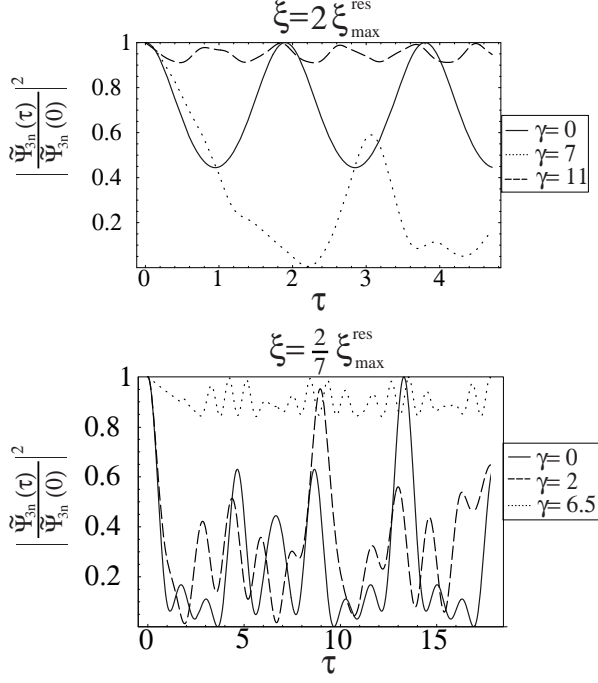 ξ=2 ξ^res_max
| Ψ̃_3n(τ) / Ψ̃_3n(0) |^2
1
0.8
0.6
0.4
0.2
0 1 2 3 4
τ
γ= 0
γ= 7
γ= 11
ξ= 2/7 ξ^res_max
| Ψ̃_3n(τ) / Ψ̃_3n(0) |^2
1
0.8
0.6
0.4
0.2
0 5 10 15
τ
γ= 0
γ= 2
γ= 6.5